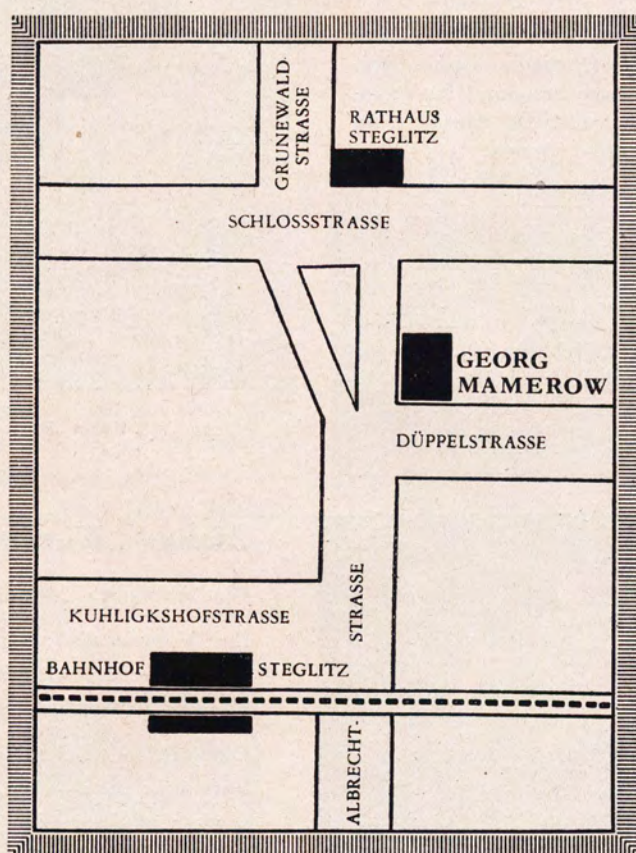 GRUNEWALD-
STRASSE
RATHAUS
STEGLITZ
SCHLOSSSTRASSE
GEORG
MAMEROW
DÜPPELSTRASSE
STRASSE
KUHLIGKSHOFSTRASSE
BAHNHOF STEGLITZ
ALBRECHT-